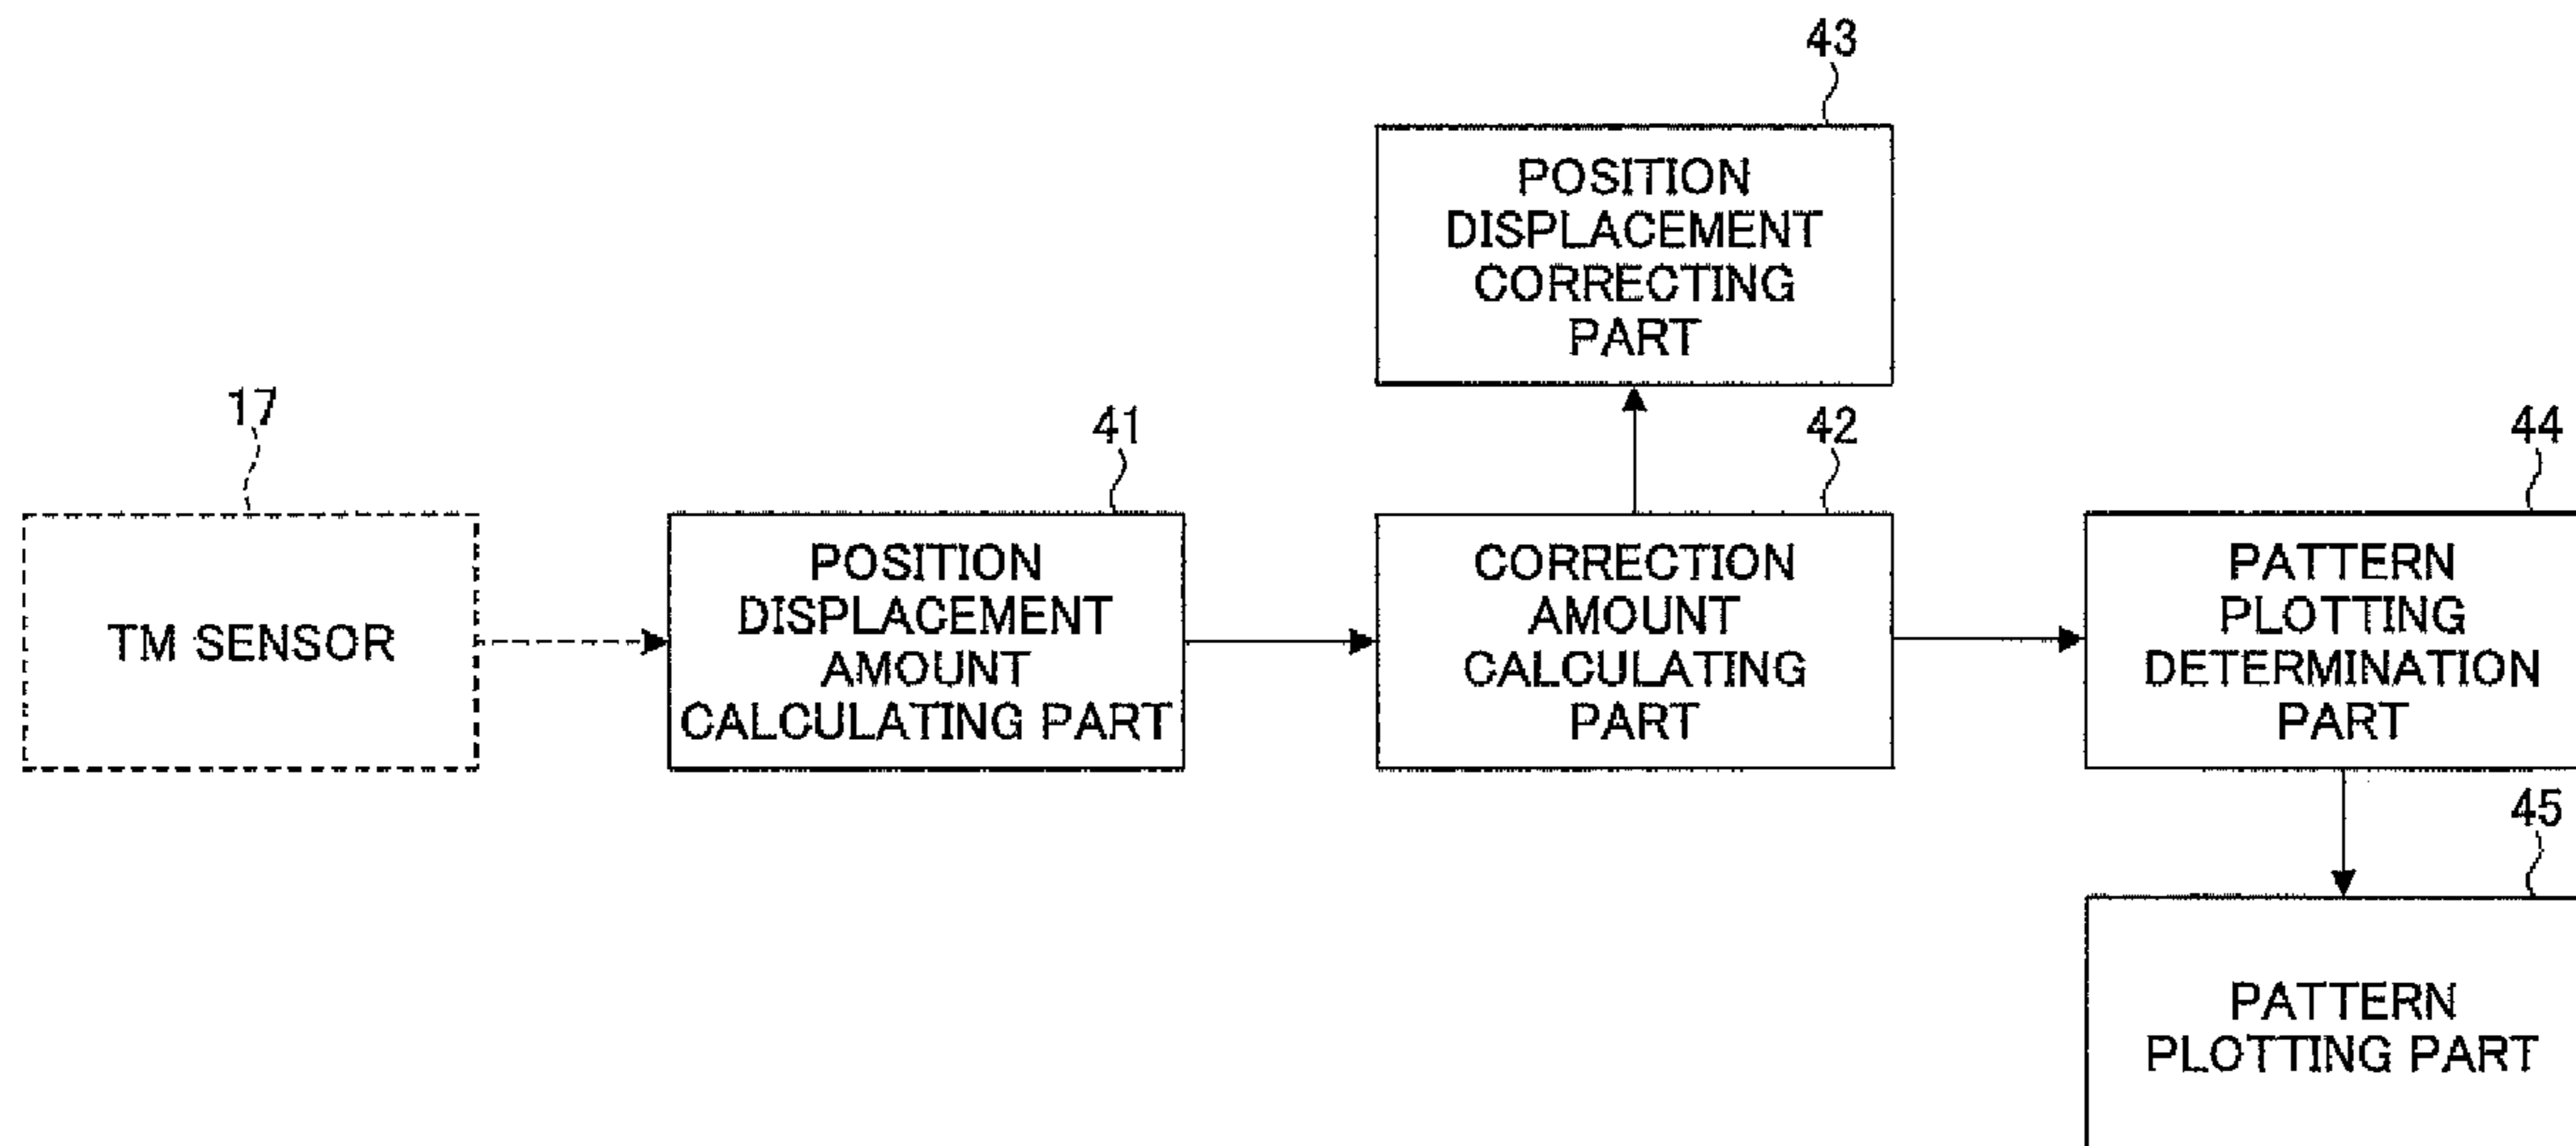 43
POSITION
DISPLACEMENT
CORRECTING
PART
17
TM SENSOR
41
POSITION
DISPLACEMENT
AMOUNT
CALCULATING PART
42
CORRECTION
AMOUNT
CALCULATING
PART
44
PATTERN
PLOTTING
DETERMINATION
PART
45
PATTERN
PLOTTING PART